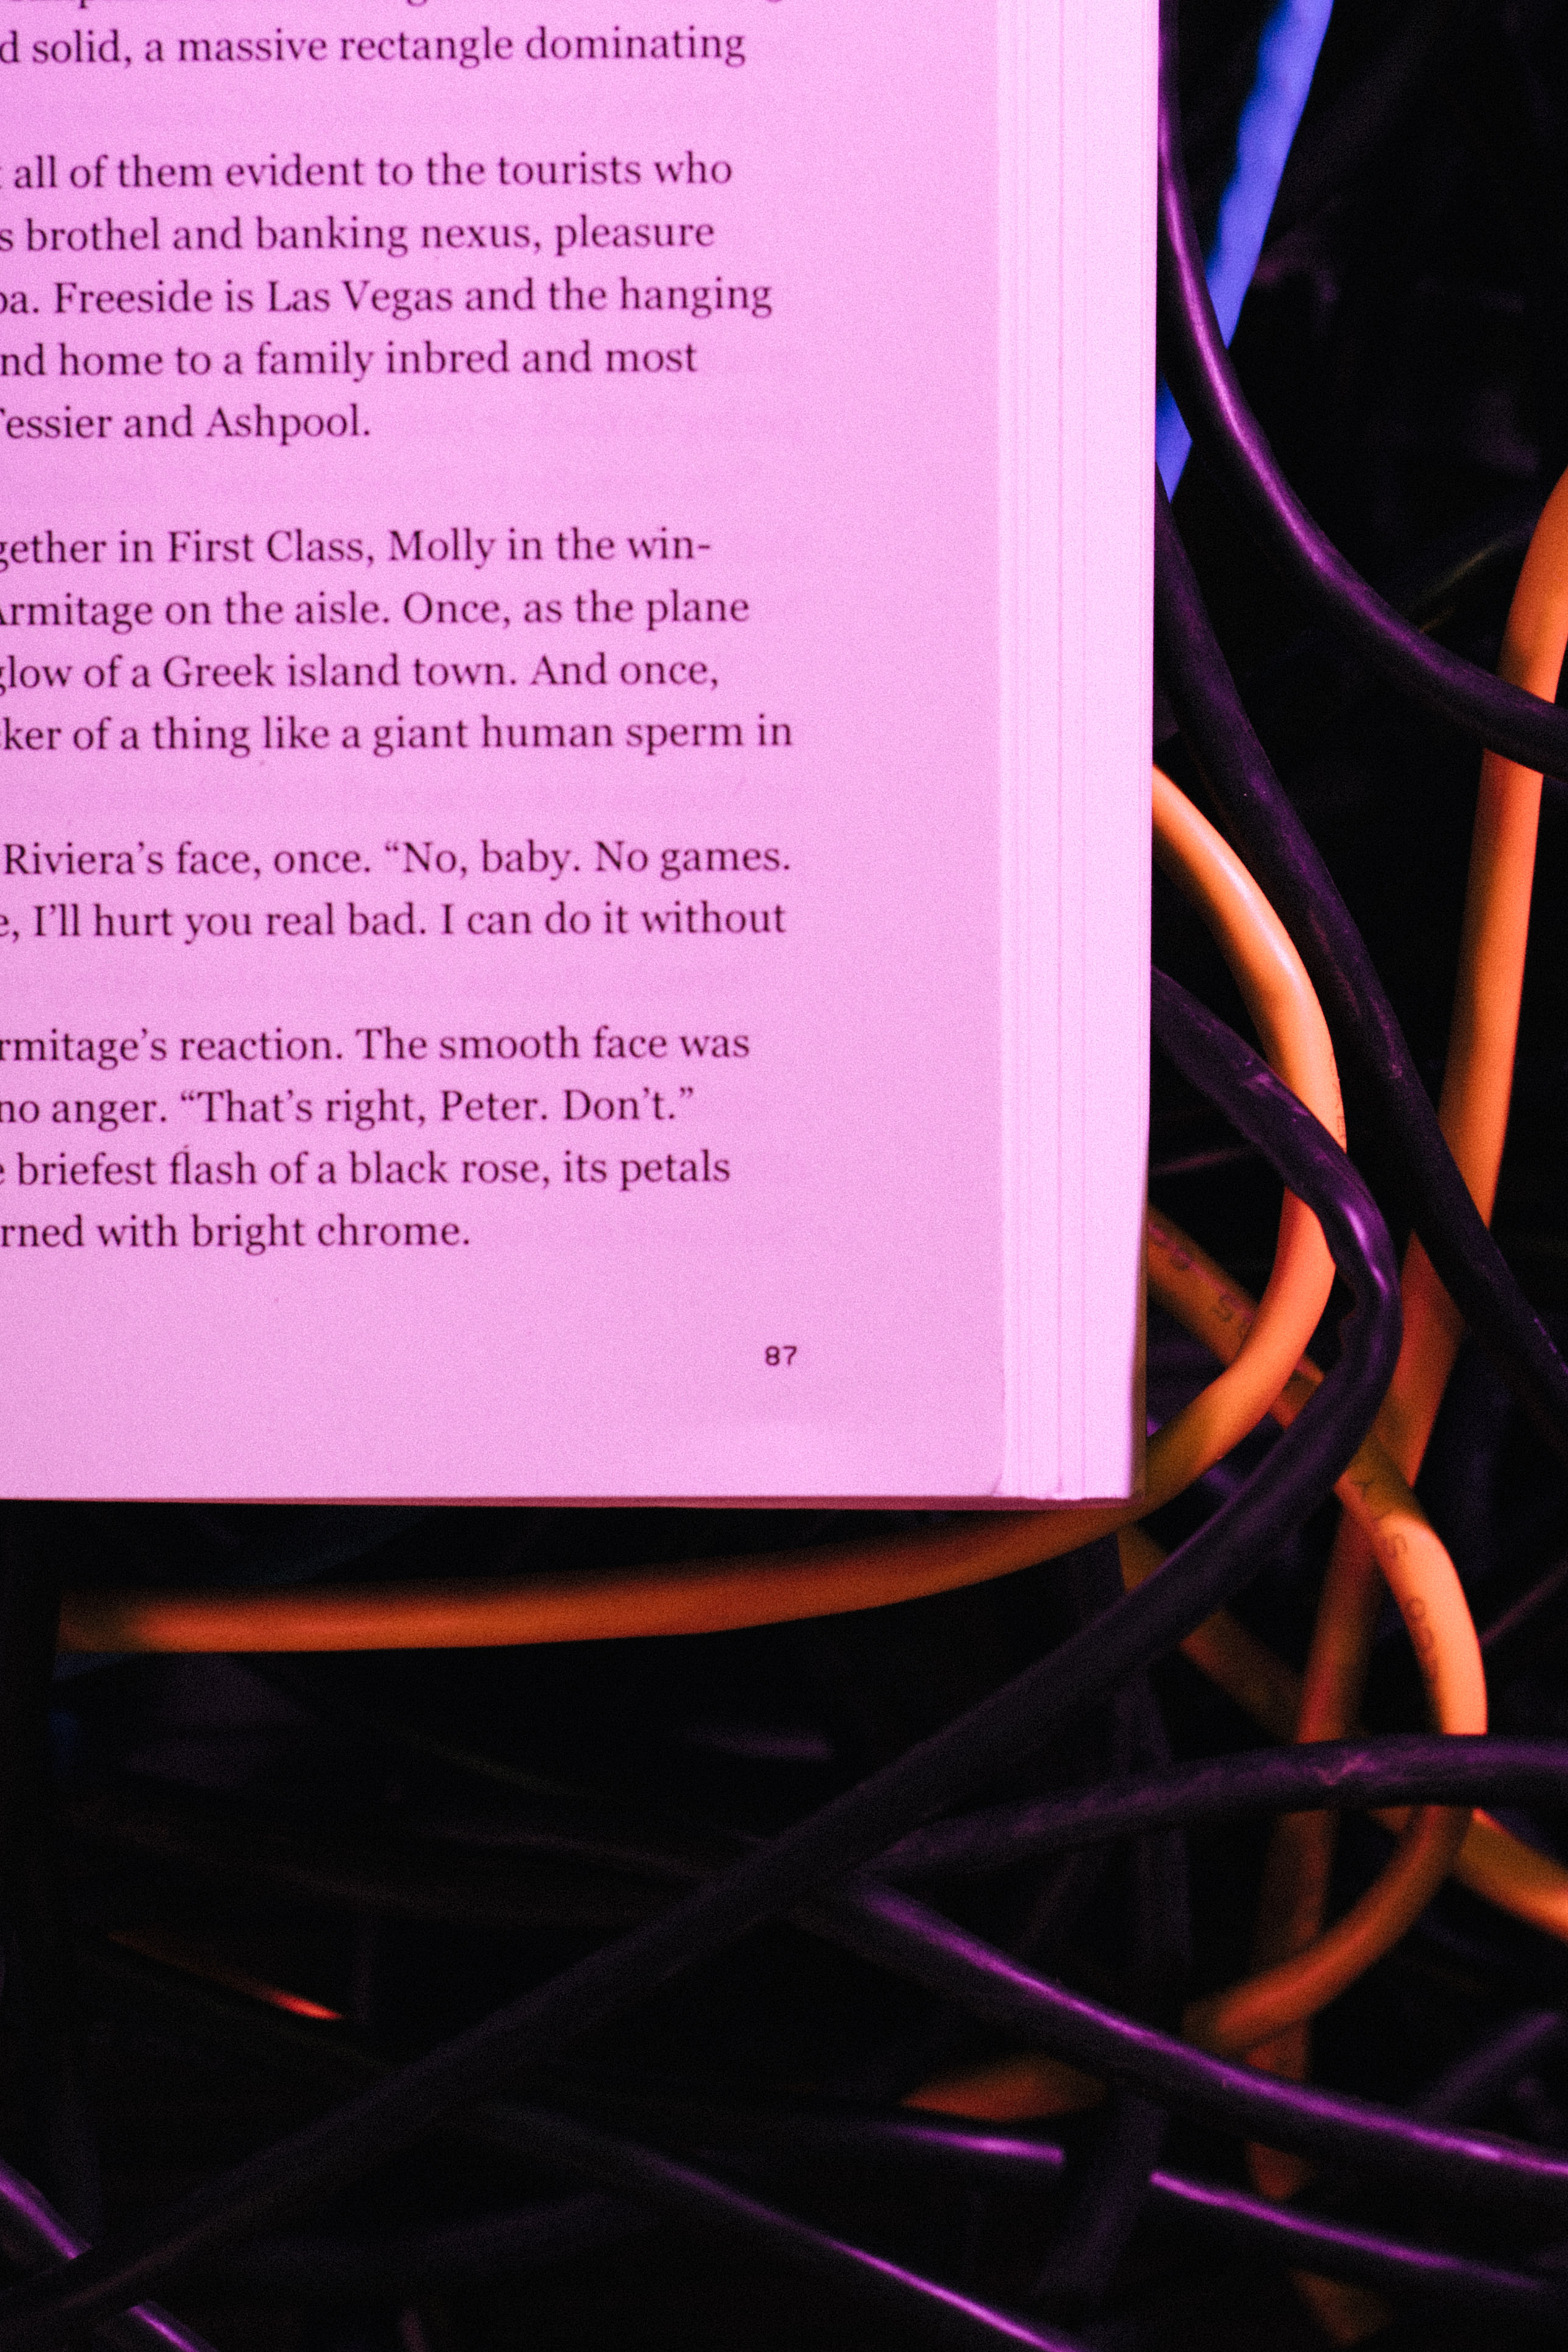 d solid, a massive rectangle dominating
all of them evident to the tourists who
s brothel and banking nexus, pleasure
pa. Freeside is Las Vegas and the hanging
nd home to a family inbred and most
Tessier and Ashpool.
gether in First Class, Molly in the win-
Armitage on the aisle. Once, as the plane
glow of a Greek island town. And once,
cker of a thing like a giant human sperm in
Riviera’s face, once. “No, baby. No games.
e, I’ll hurt you real bad. I can do it without
rmitage’s reaction. The smooth face was
no anger. “That’s right, Peter. Don’t.”
e briefest flash of a black rose, its petals
rned with bright chrome.
87